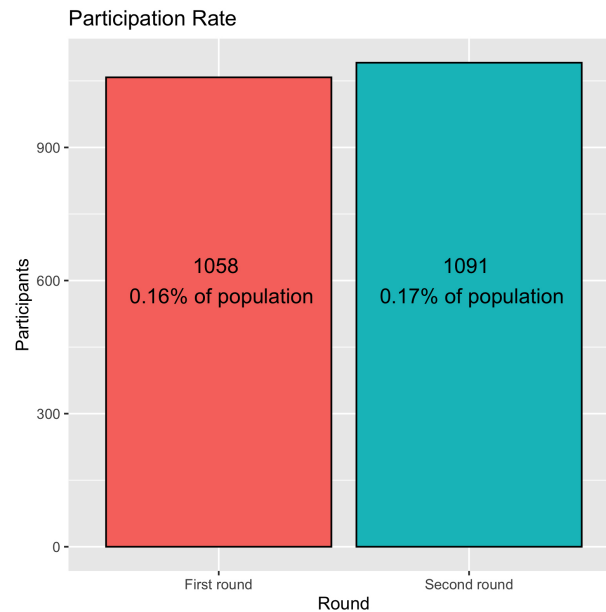 Participation Rate
Participants
900
600
300
0
1058
0.16% of population
1091
0.17% of population
First round
Second round
Round